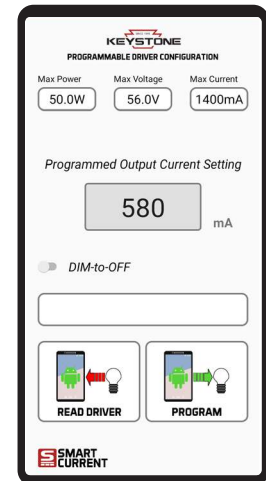 KEYSTONE
PROGRAMMABLE DRIVER CONFIGURATION
Max Power Max Voltage Max Current
50.0W 56.0V 1400mA
Programmed Output Current Setting
580 mA
DIM-to-OFF
READ DRIVER PROGRAM
SMART
CURRENT